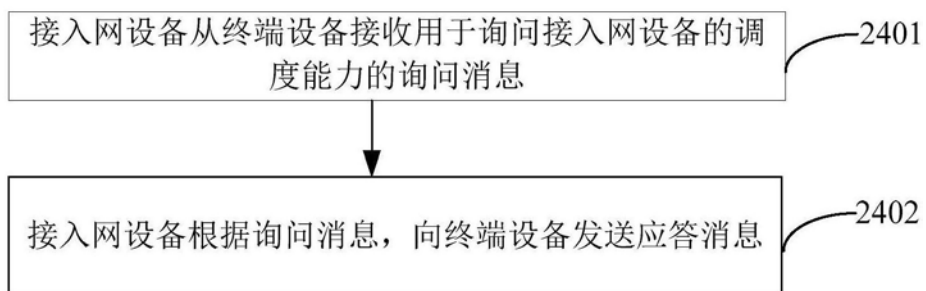 接入网设备从终端设备接收用于询问接入网设备的调
度能力的询问消息
2401
接入网设备根据询问消息，向终端设备发送应答消息
2402